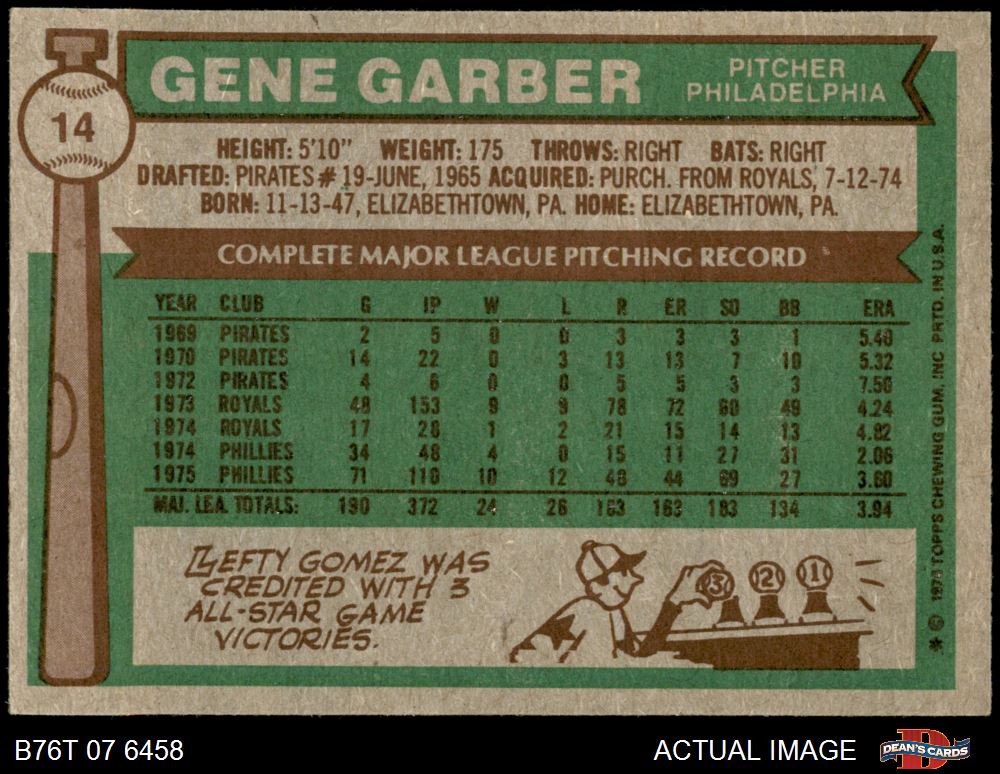 14
GENE GARBER
PITCHER
PHILADELPHIA
HEIGHT: 5'10" WEIGHT: 175 THROWS: RIGHT BATS: RIGHT
DRAFTED: PIRATES # 19-JUNE, 1965 ACQUIRED: PURCH. FROM ROYALS, 7-12-74
BORN: 11-13-47, ELIZABETHTOWN, PA. HOME: ELIZABETHTOWN, PA.
COMPLETE MAJOR LEAGUE PITCHING RECORD
YEAR CLUB G IP W L R ER SO BB ERA
1969 PIRATES 2 5 0 0 3 3 3 1 5.40
1970 PIRATES 14 22 0 3 13 13 7 10 5.32
1972 PIRATES 4 6 0 0 5 5 3 3 7.50
1973 ROYALS 48 153 9 9 78 72 60 49 4.24
1974 ROYALS 17 28 1 2 21 15 14 13 4.82
1974 PHILLIES 34 48 4 0 15 11 27 31 2.06
1975 PHILLIES 71 110 10 12 48 44 69 27 3.60
MAJ. LEA. TOTALS: 190 372 24 26 183 163 183 134 3.94
LEFTY GOMEZ WAS
CREDITED WITH 3
ALL-STAR GAME
VICTORIES.
3 2 1
* © 1976 TOPPS CHEWING GUM, INC PRTD. IN U.S.A.
B76T 07 6458
ACTUAL IMAGE
DEAN'S CARDS